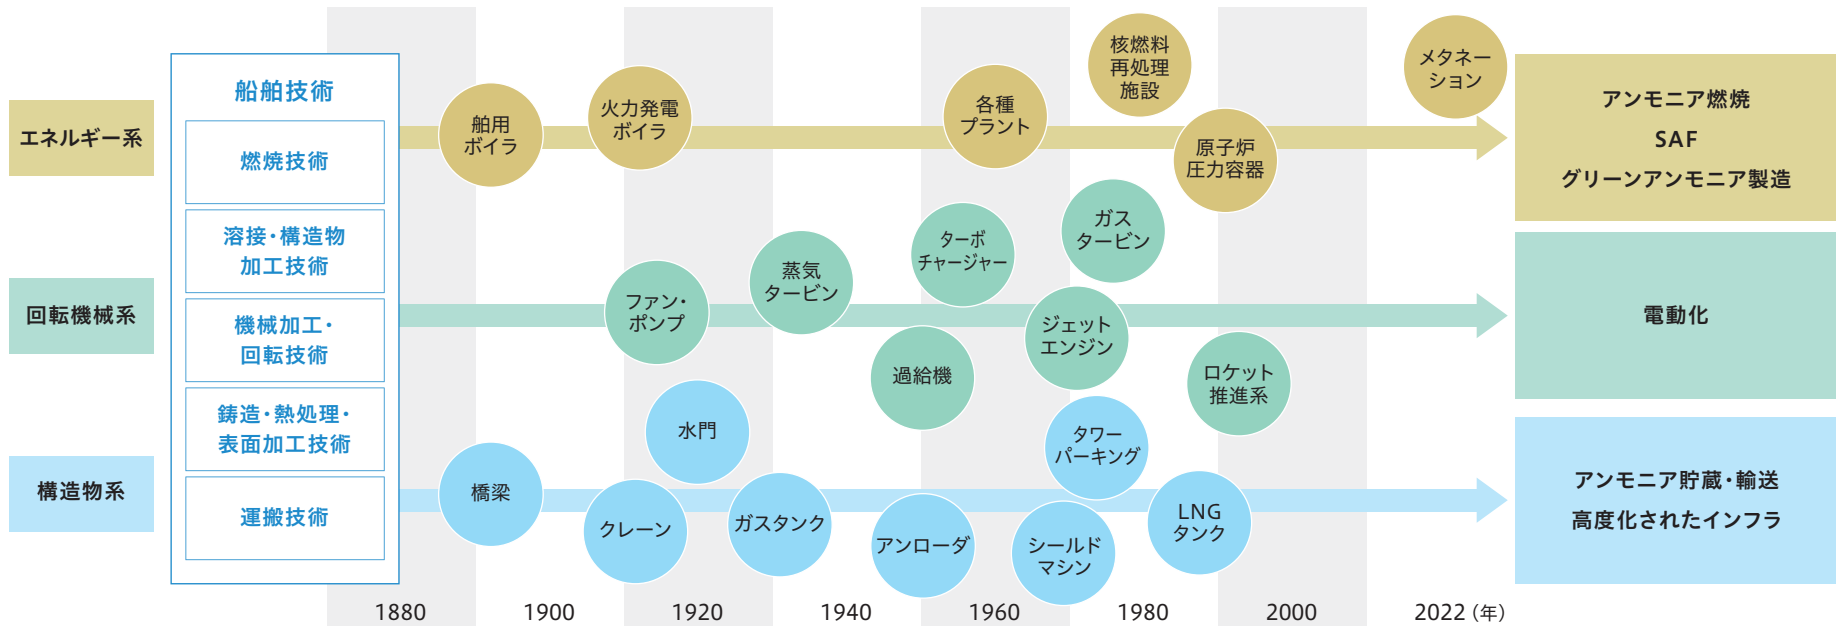 エネルギー系
回転機械系
構造物系
船舶技術
燃焼技術
溶接・構造物
加工技術
機械加工・
回転技術
鋳造・熱処理・
表面加工技術
運搬技術
舶用
ボイラ
火力発電
ボイラ
各種
プラント
核燃料
再処理
施設
原子炉
圧力容器
メタネー
ション
アンモニア燃焼
SAF
グリーンアンモニア製造
ファン・
ポンプ
蒸気
タービン
ターボ
チャージャー
過給機
ガス
タービン
ジェット
エンジン
ロケット
推進系
電動化
橋梁
クレーン
水門
ガスタンク
アンローダ
シールド
マシン
タワー
パーキング
LNG
タンク
アンモニア貯蔵・輸送
高度化されたインフラ
1880 1900 1920 1940 1960 1980 2000 2022 (年)